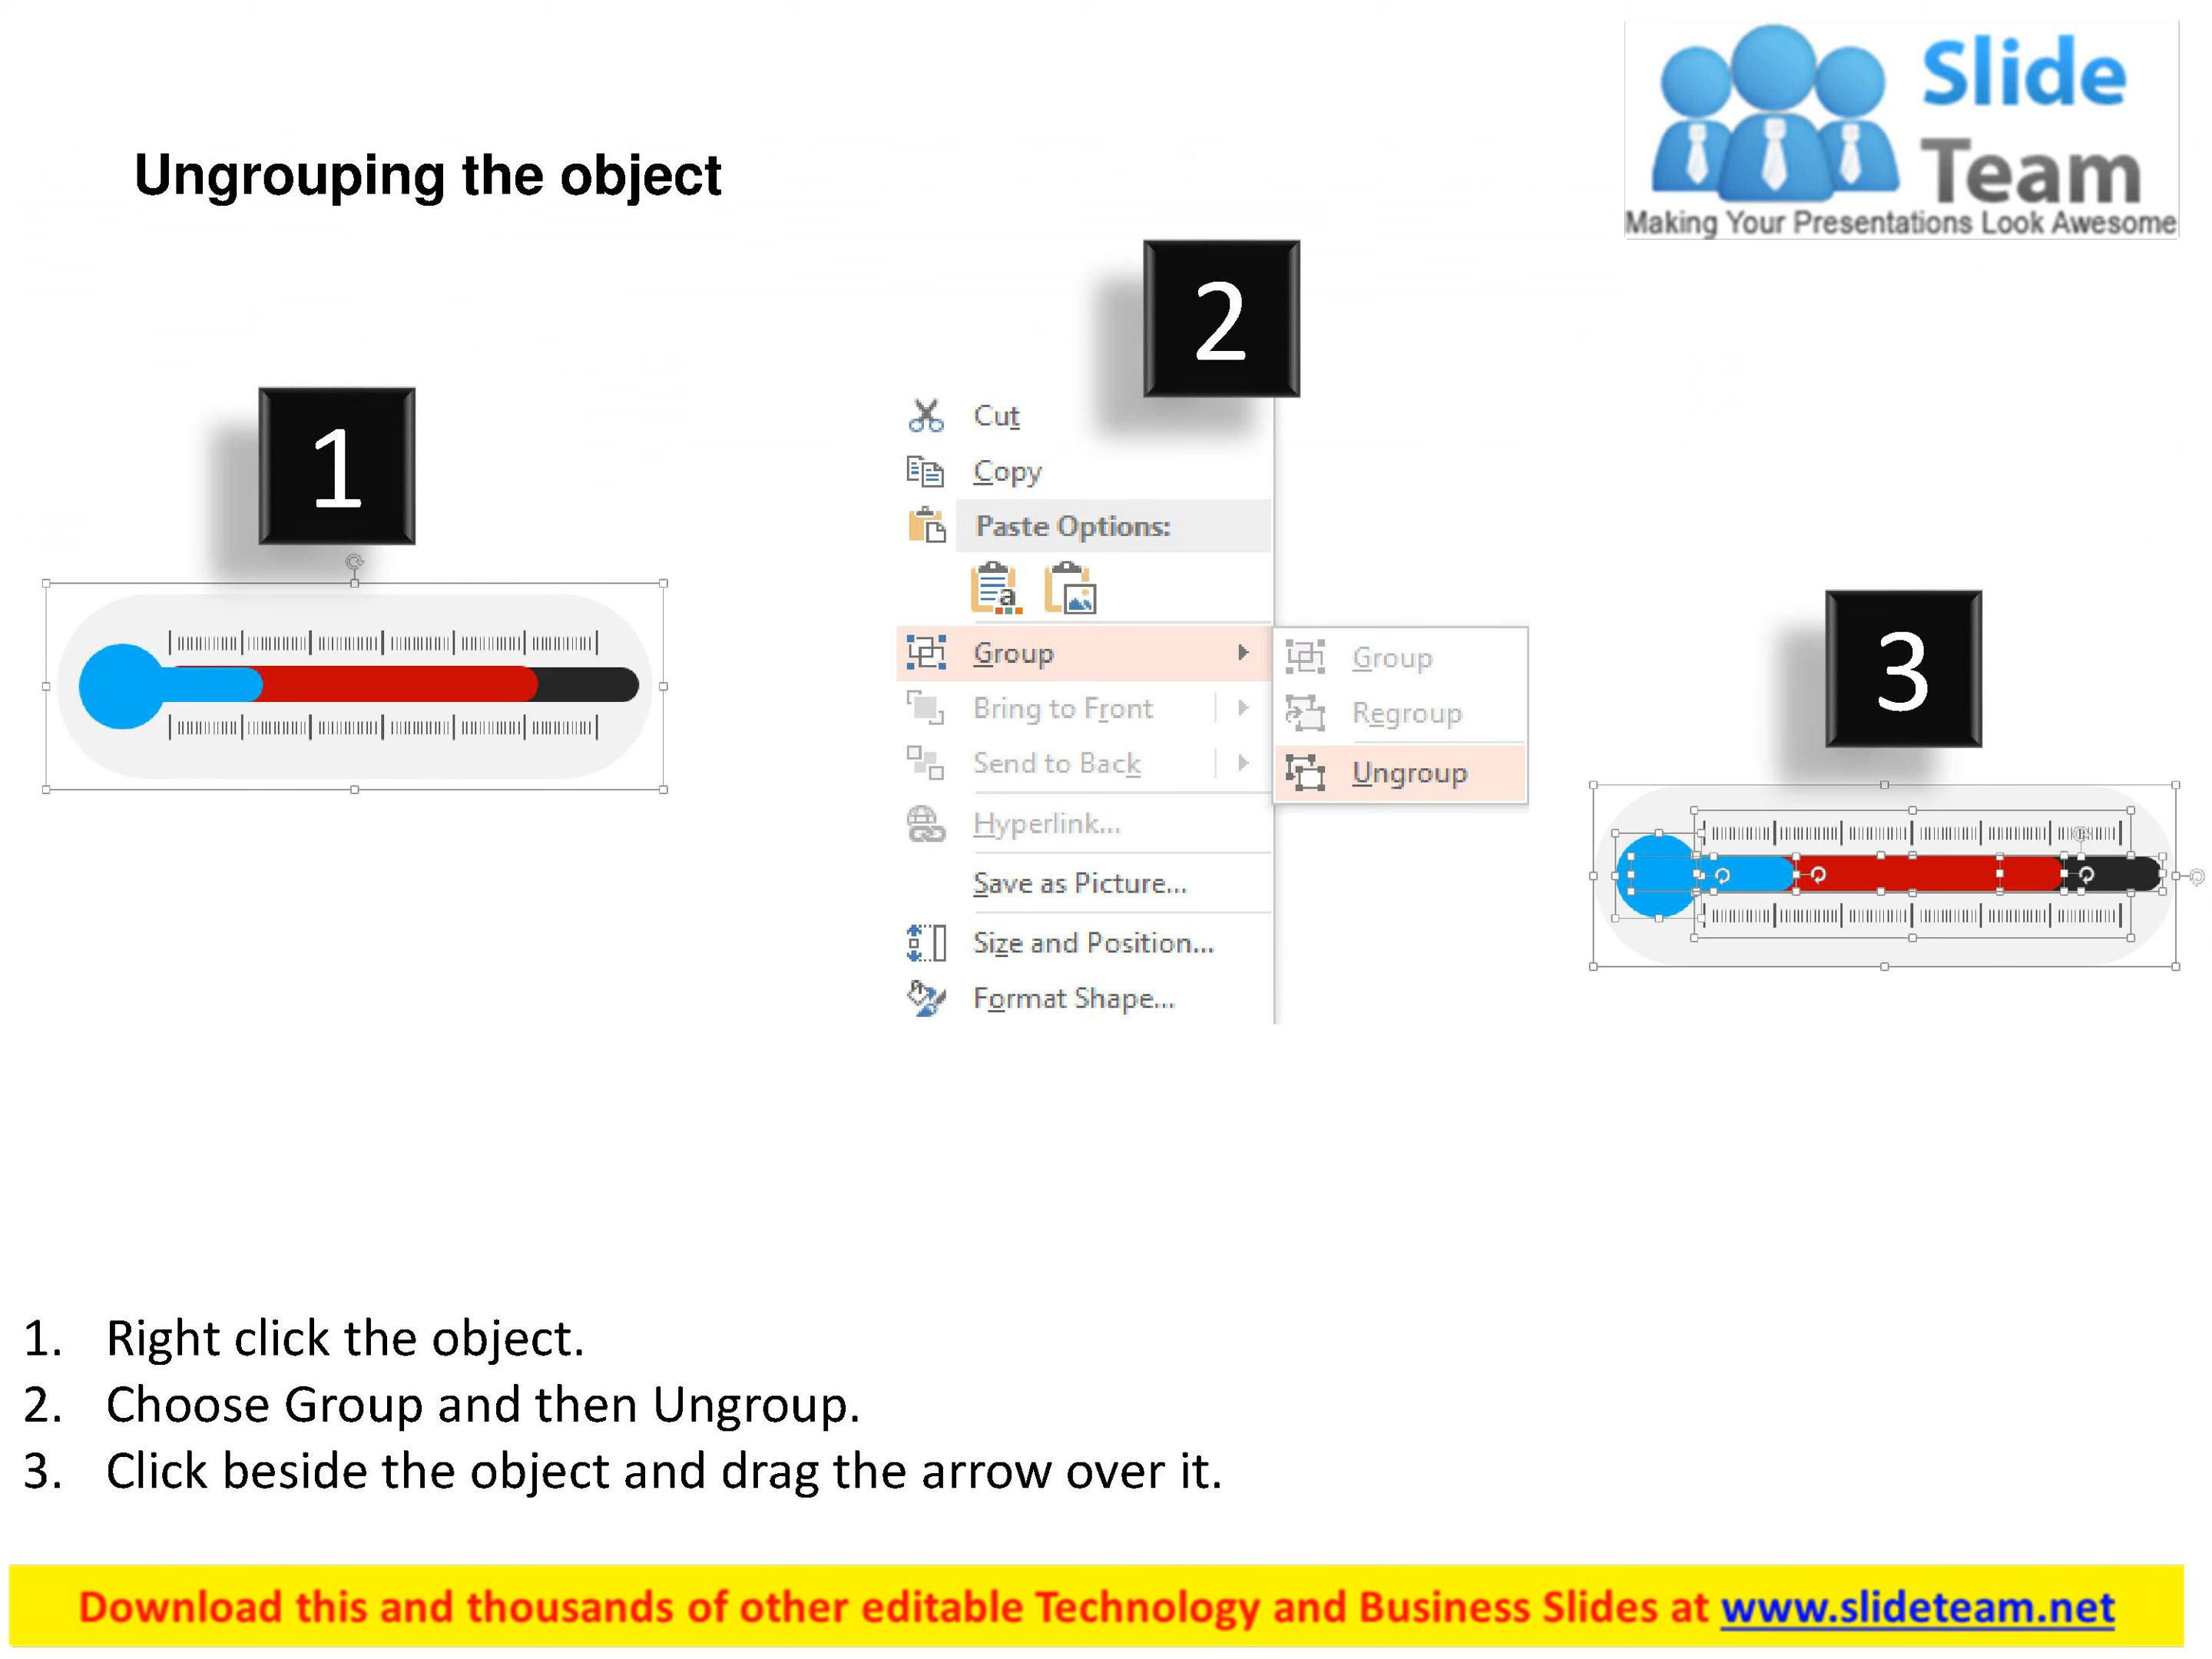 Slide
Team
Making Your Presentations Look Awesome
Ungrouping the object
1
2
Cut
Copy
Paste Options:
a
Group
Bring to Front
Send to Back
Hyperlink...
Save as Picture...
Size and Position...
Format Shape...
Group
Regroup
Ungroup
3
1. Right click the object.
2. Choose Group and then Ungroup.
3. Click beside the object and drag the arrow over it.
Download this and thousands of other editable Technology and Business Slides at www.slideteam.net